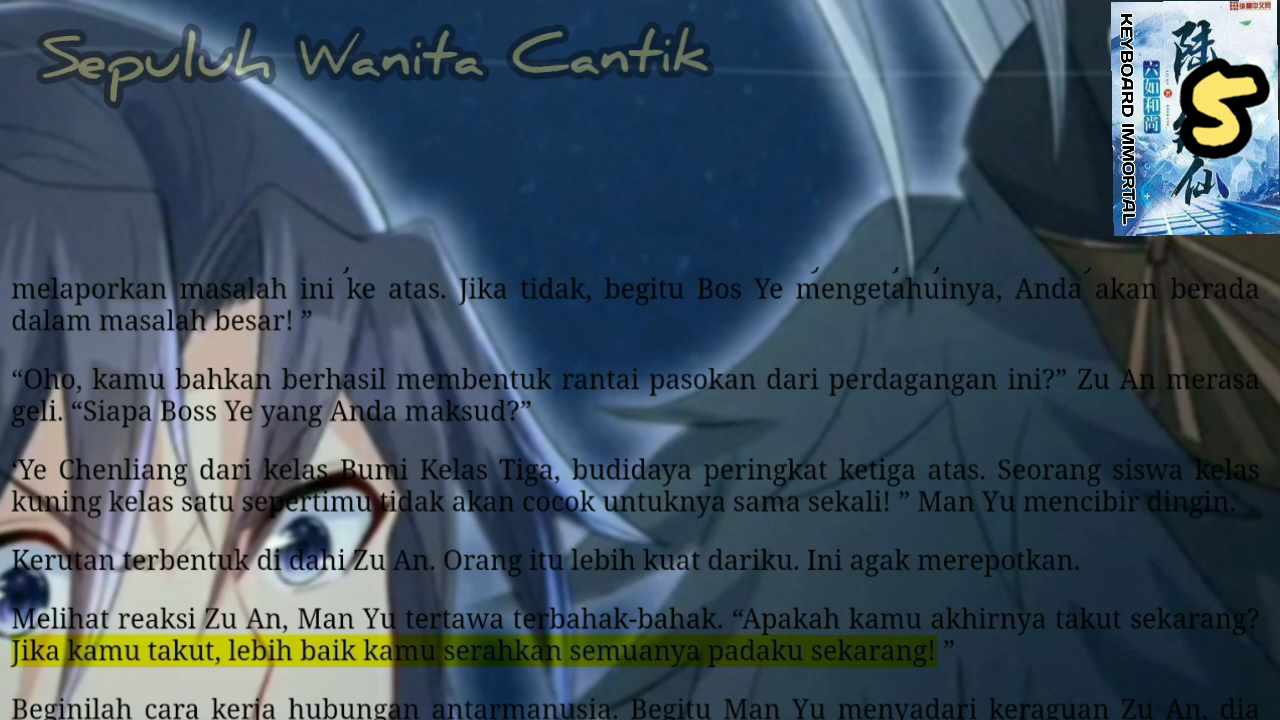 Sepuluh Wanita Cantik
KEYBOARD IMMORTAL
陆
仙
六如和尚
S
melaporkan masalah ini ke atas. Jika tidak, begitu Bos Ye mengetahuinya, Anda akan berada
dalam masalah besar! ”
“Oho, kamu bahkan berhasil membentuk rantai pasokan dari perdagangan ini?” Zu An merasa
geli. “Siapa Boss Ye yang Anda maksud?”
‘Ye Chenliang dari kelas Bumi Kelas Tiga, budidaya peringkat ketiga atas. Seorang siswa kelas
kuning kelas satu sepertimu tidak akan cocok untuknya sama sekali! ” Man Yu mencibir dingin.
Kerutan terbentuk di dahi Zu An. Orang itu lebih kuat dariku. Ini agak merepotkan.
Melihat reaksi Zu An, Man Yu tertawa terbahak-bahak. “Apakah kamu akhirnya takut sekarang?
Jika kamu takut, lebih baik kamu serahkan semuanya padaku sekarang! ”
Beginilah cara kerja hubungan antarmanusia. Begitu Man Yu menyadari keraguan Zu An, dia